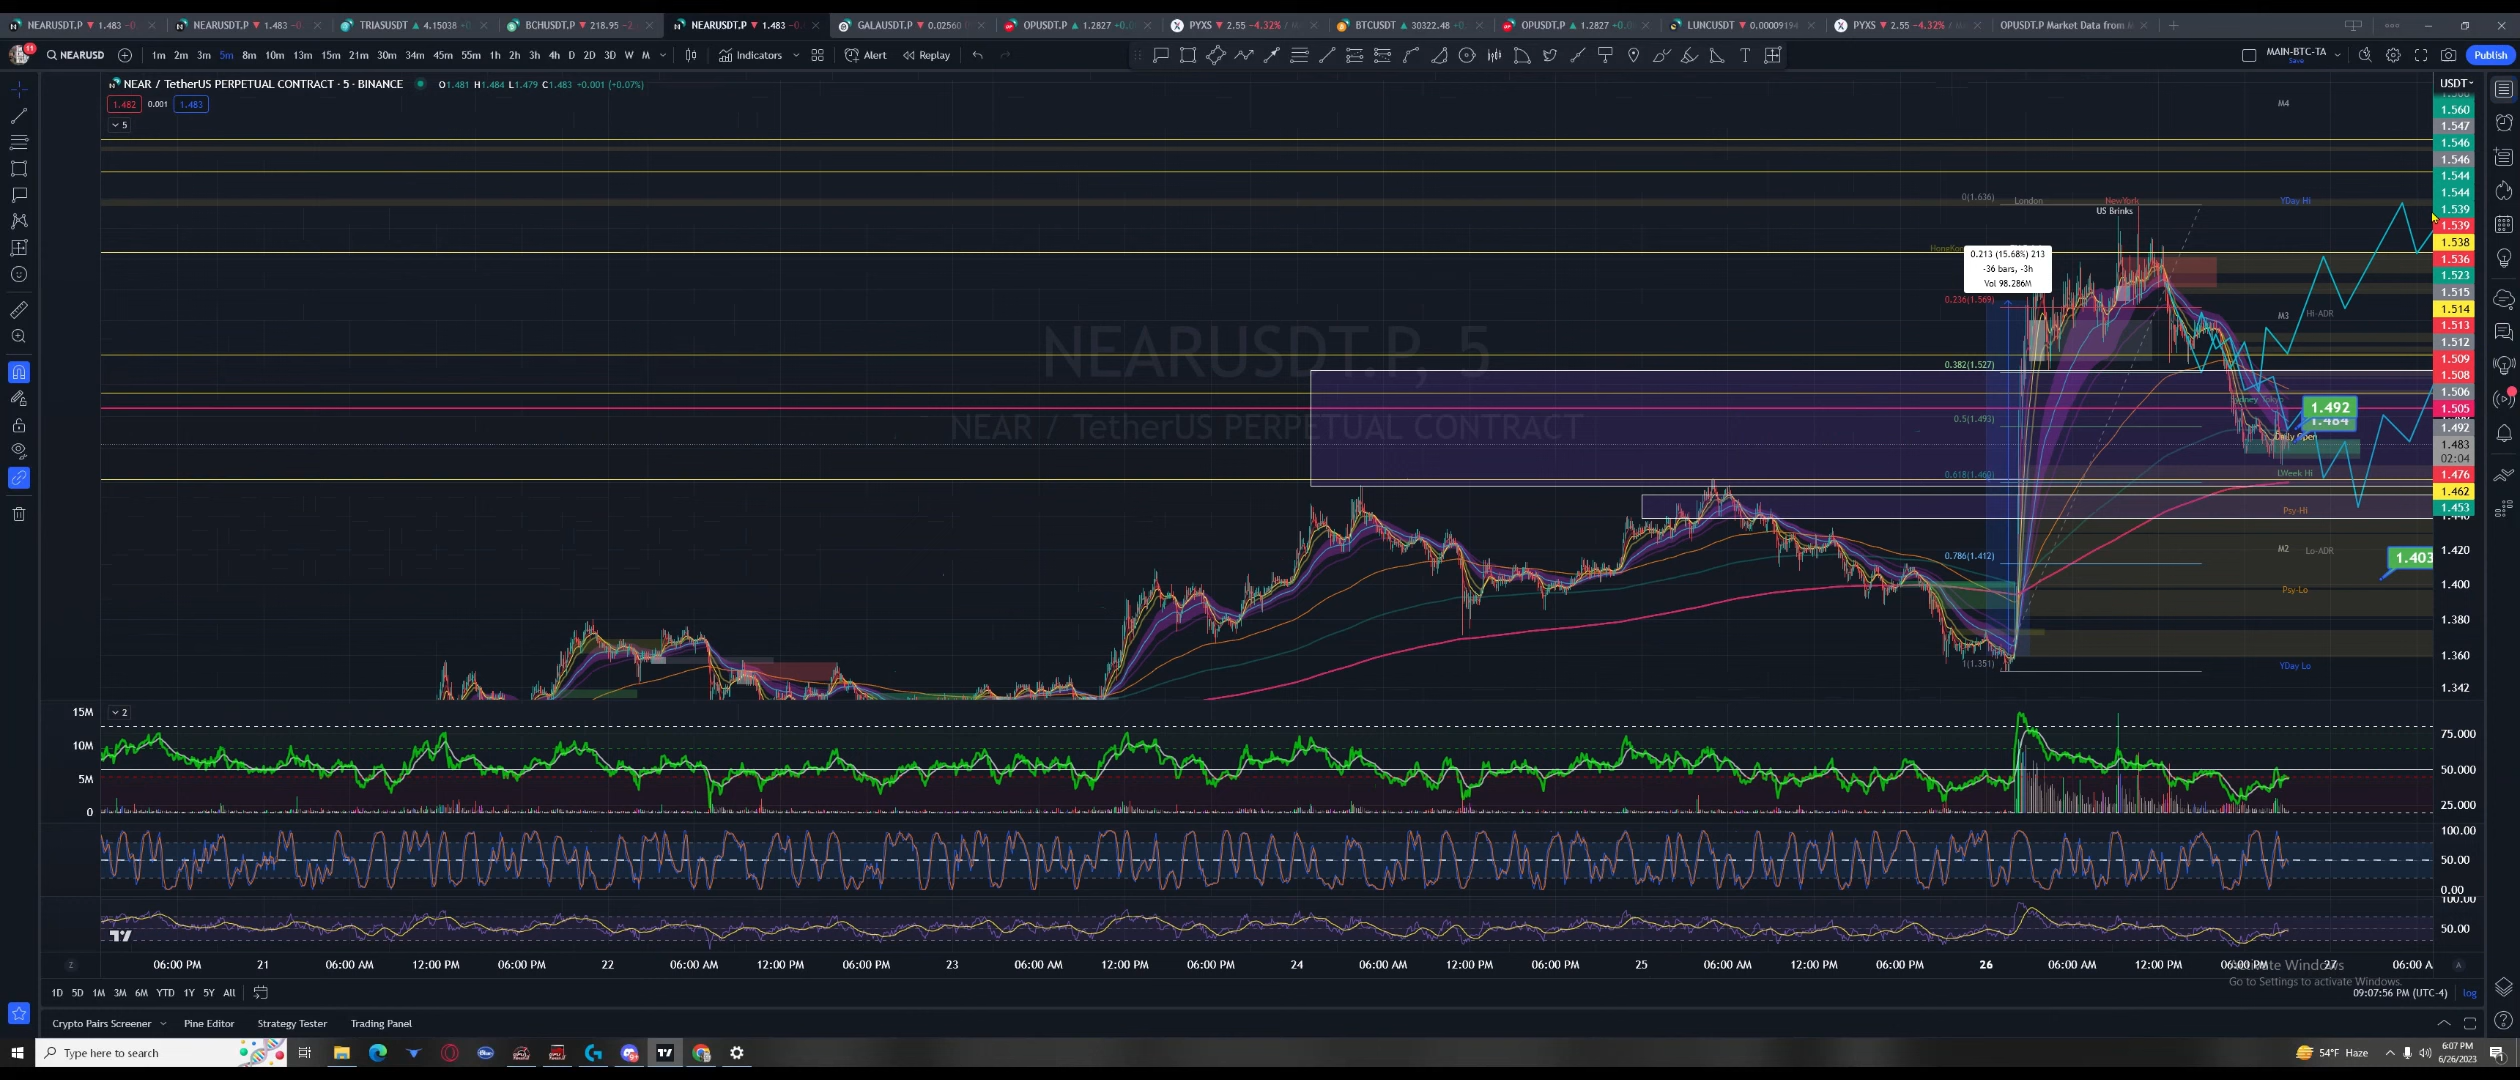 NEARUSDT.P ▼ 1.483
NEARUSDT.P ▼ 1.483
TRIASUSDT ▲ 4.15038
BCHUSDT.P ▼ 218.95
NEARUSDT.P ▼ 1.483
GALAUSDT.P ▼ 0.02560
OPUSDT.P ▲ 1.2827
PYXS ▼ 2.55 −4.32%
BTCUSDT ▲ 30322.48
OPUSDT.P ▲ 1.2827
LUNCUSDT ▼ 0.00009194
PYXS ▼ 2.55 −4.32%
OPUSDT.P Market Data from
11
NEARUSD
1m 2m 3m 5m 8m 10m 13m 15m 21m 30m 34m 45m 55m 1h 2h 3h 4h D 2D 3D W M
Indicators
Alert
Replay
MAIN-BTC-TA
Save
Publish
NEAR / TetherUS PERPETUAL CONTRACT · 5 · BINANCE
O1.481 H1.484 L1.479 C1.483 +0.001 (+0.07%)
1.482 0.001 1.483
5
USDT
1.560
1.547
1.546
1.546
1.544
1.544
1.539
1.539
1.538
1.536
1.523
1.515
1.514
1.513
1.512
1.509
1.508
1.506
1.505
1.492
1.483
02:04
1.476
1.462
1.453
1.420
1.400
1.380
1.360
1.342
M4
0(1.636)
London
NewYork
US Brinks
YDay Hi
0.213 (15.68%) 213
-36 bars, -3h
Vol 98.286M
0.236(1.569)
M3
Hi-ADR
0.382(1.527)
NEARUSDT.P, 5
NEAR / TetherUS PERPETUAL CONTRACT
Sydney Tokyo
1.492
1.484
0.5(1.493)
Daily Open
LWeek Hi
Psy-Hi
M2
Lo-ADR
0.786(1.412)
1.403
Psy-Lo
1(1.351)
YDay Lo
15M
2
10M
5M
0
75.000
50.000
25.000
100.00
50.00
0.00
100.00
50.00
Z
06:00 PM 21 06:00 AM 12:00 PM 06:00 PM 22 06:00 AM 12:00 PM 06:00 PM 23 06:00 AM 12:00 PM 06:00 PM 24 06:00 AM 12:00 PM 06:00 PM 25 06:00 AM 12:00 PM 06:00 PM 26 06:00 AM 12:00 PM 06:00 PM 27 06:00 A
A
Activate Windows
Go to Settings to activate Windows.
1D 5D 1M 3M 6M YTD 1Y 5Y All
09:07:56 PM (UTC-4)
log
Crypto Pairs Screener
Pine Editor
Strategy Tester
Trading Panel
Type here to search
54°F Haze
6:07 PM
6/26/2023